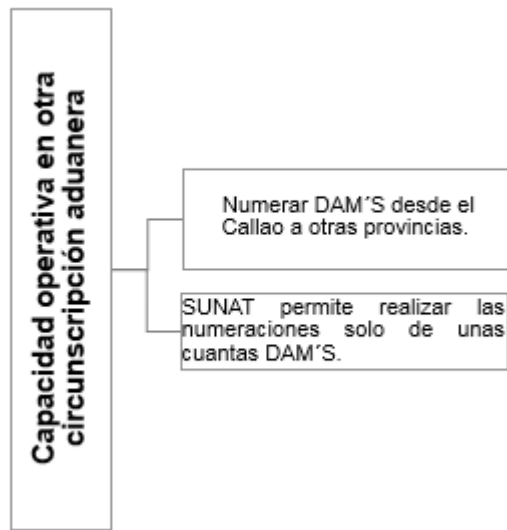 Capacidad operativa en otra
circunscripción aduanera
Numerar DAM´S desde el
Callao a otras provincias.
SUNAT permite realizar las
numeraciones solo de unas
cuantas DAM´S.